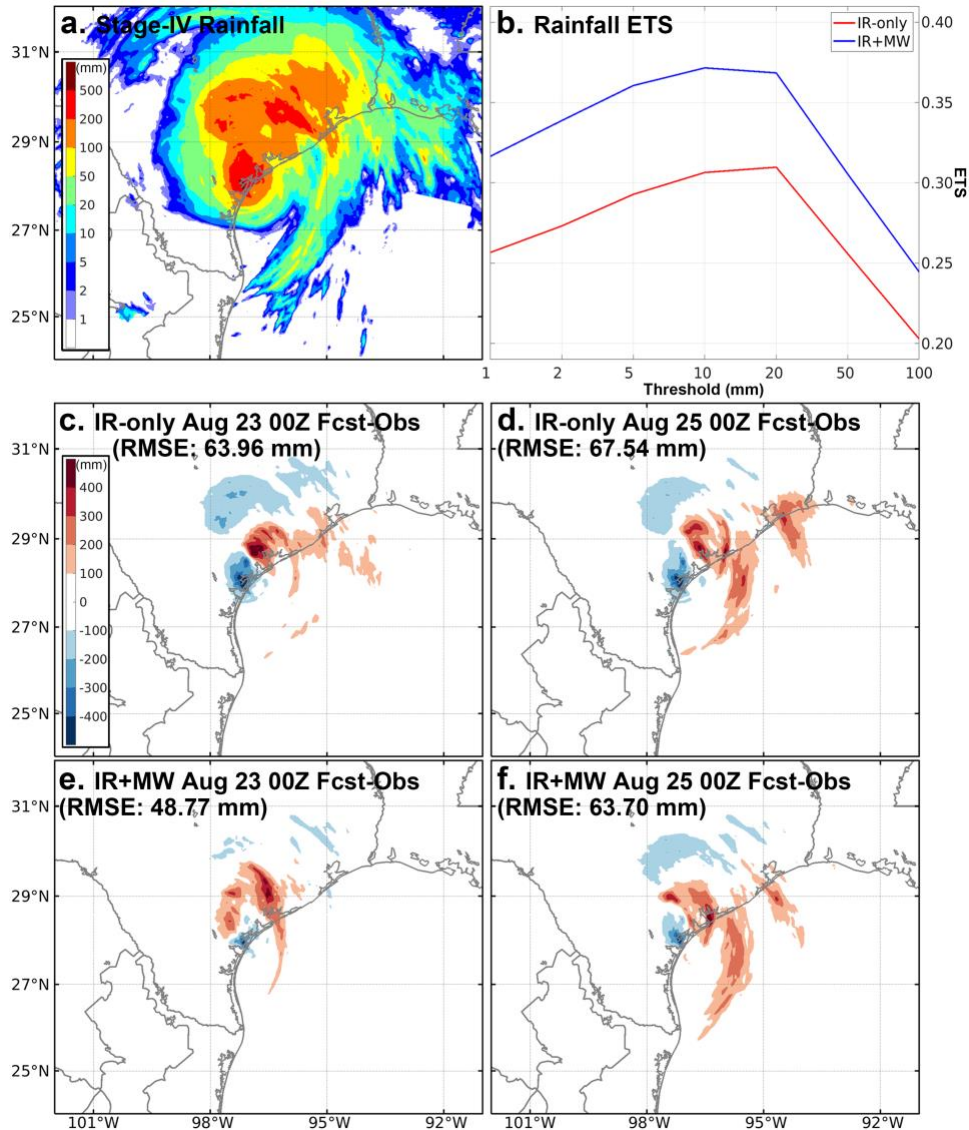 a. Stage-IV Rainfall
31°N
29°N
27°N
25°N
(mm)
500
200
100
50
20
10
5
2
1
b. Rainfall ETS
IR-only
IR+MW
0.40
0.35
0.30
0.25
0.20
ETS
1
2
5
10
20
50
100
Threshold (mm)
c. IR-only Aug 23 00Z Fcst-Obs
(RMSE: 63.96 mm)
31°N
29°N
27°N
25°N
(mm)
400
300
200
100
0
-100
-200
-300
-400
d. IR-only Aug 25 00Z Fcst-Obs
(RMSE: 67.54 mm)
e. IR+MW Aug 23 00Z Fcst-Obs
(RMSE: 48.77 mm)
31°N
29°N
27°N
25°N
101°W
98°W
95°W
92°W
f. IR+MW Aug 25 00Z Fcst-Obs
(RMSE: 63.70 mm)
101°W
98°W
95°W
92°W